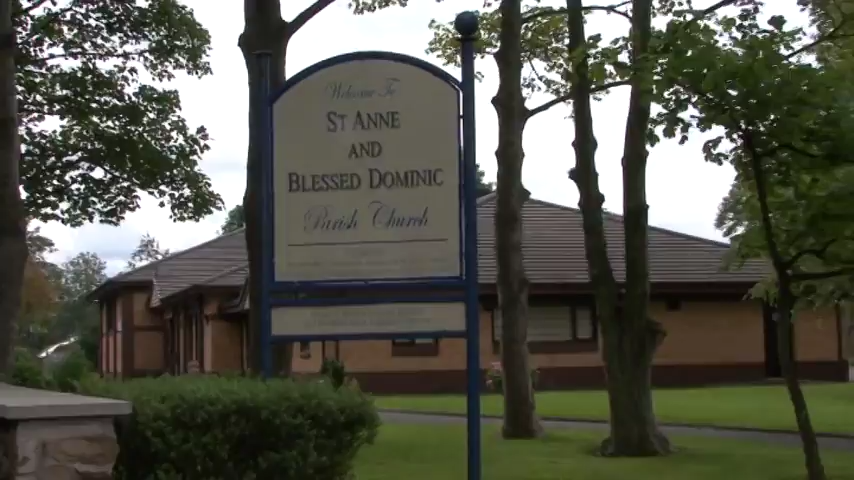 Welcome To
ST ANNE
AND
BLESSED DOMINIC
Parish Church